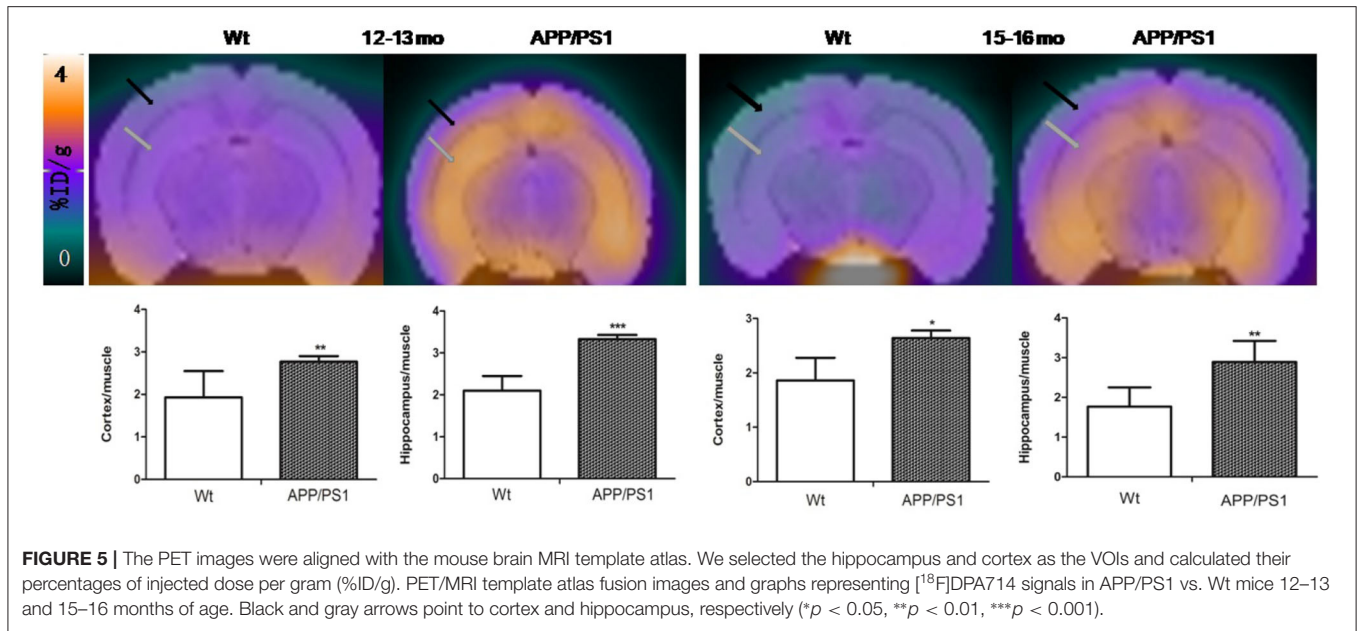 Wt 12-13 mo APP/PS1 Wt 15-16 mo APP/PS1
4
%ID/g
0
4
3
2
1
0
Cortex/muscle
**
Wt APP/PS1
4
3
2
1
0
Hippocampus/muscle
***
Wt APP/PS1
3
2
1
0
Cortex/muscle
*
Wt APP/PS1
4
3
2
1
0
Hippocampus/muscle
**
Wt APP/PS1
FIGURE 5 | The PET images were aligned with the mouse brain MRI template atlas. We selected the hippocampus and cortex as the VOIs and calculated their
percentages of injected dose per gram (%ID/g). PET/MRI template atlas fusion images and graphs representing [¹⁸F]DPA714 signals in APP/PS1 vs. Wt mice 12–13
and 15–16 months of age. Black and gray arrows point to cortex and hippocampus, respectively (*p < 0.05, **p < 0.01, ***p < 0.001).